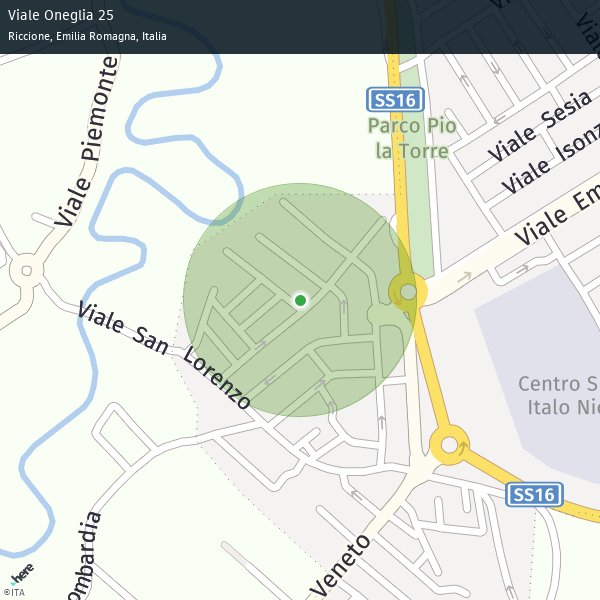 Viale Oneglia 25
Riccione, Emilia Romagna, Italia
SS16
Parco Pio
la Torre
Viale Piemonte
Viale Sesia
Viale Isonz
Viale Em
Viale San Lorenzo
Centro S
Italo Nic
SS16
ombardia
Veneto
here
© ITA